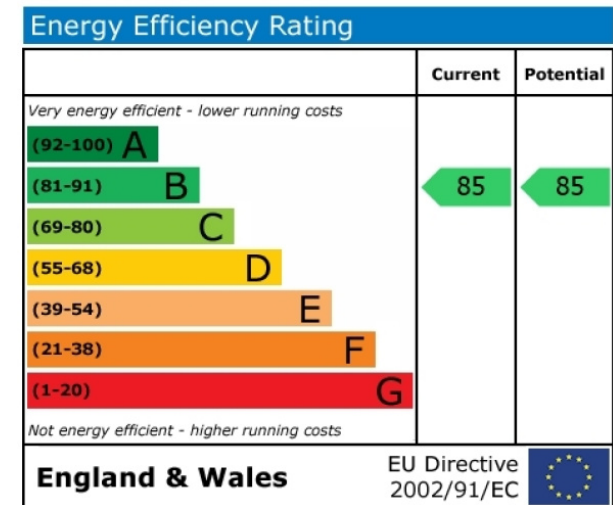 Energy Efficiency Rating
Current Potential
Very energy efficient - lower running costs
(92-100) A
(81-91) B 85 85
(69-80) C
(55-68) D
(39-54) E
(21-38) F
(1-20) G
Not energy efficient - higher running costs
England & Wales
EU Directive
2002/91/EC